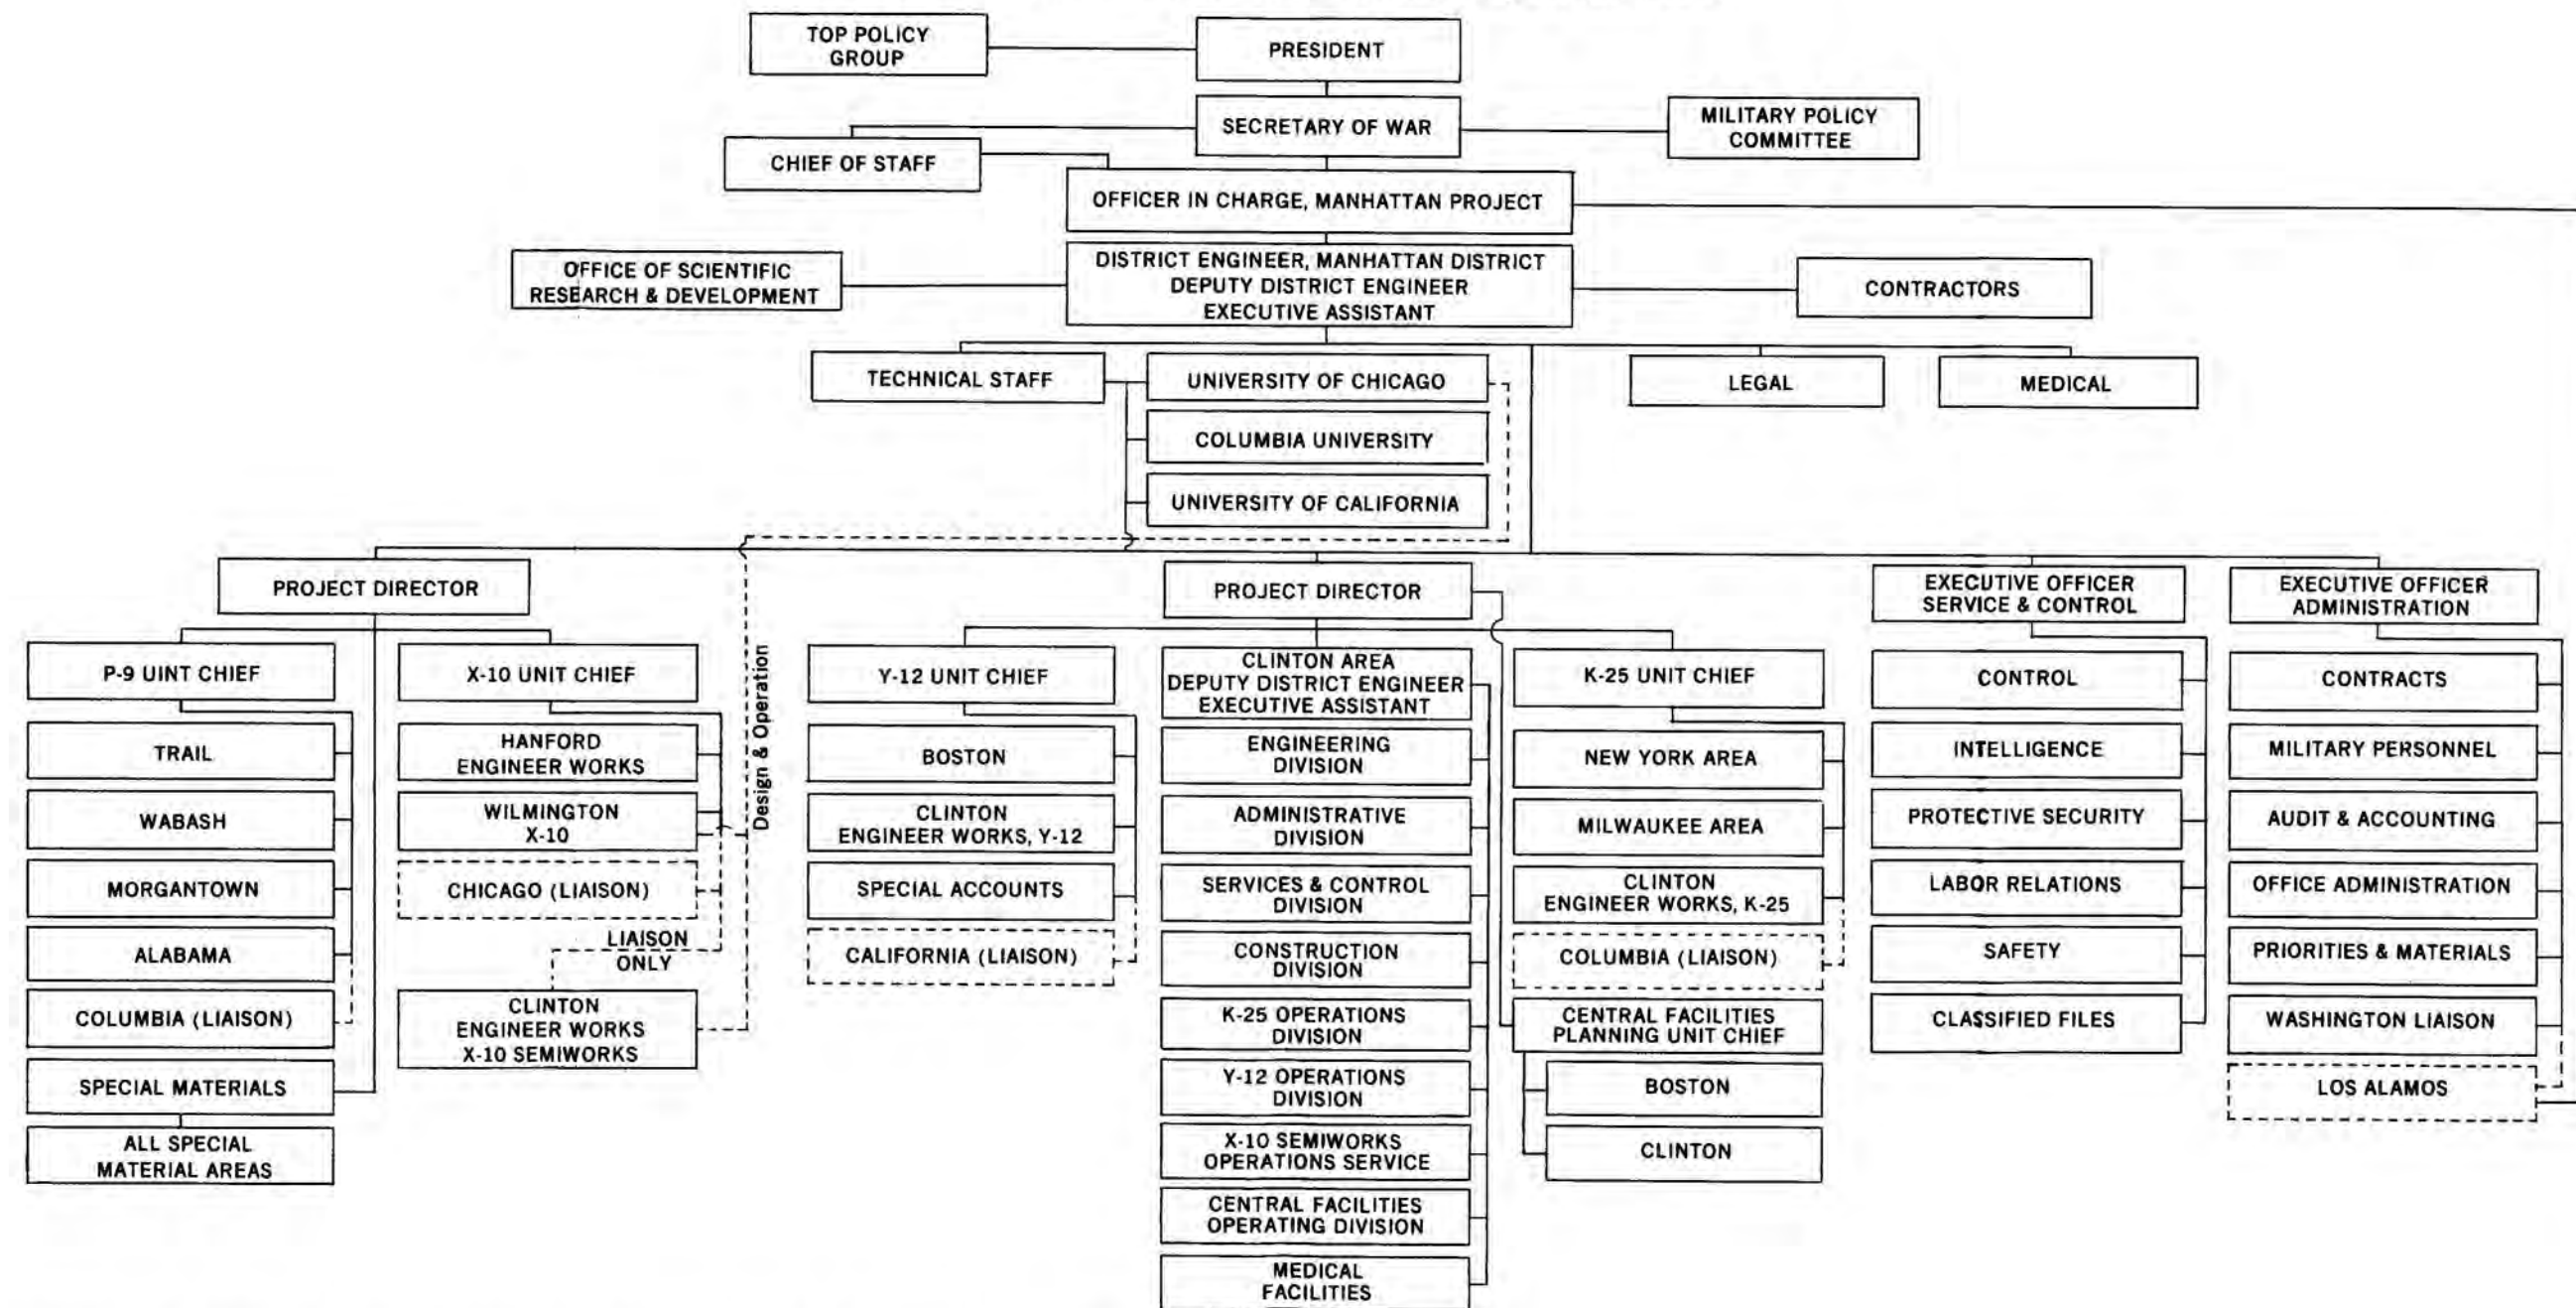 TOP POLICY
GROUP
PRESIDENT
SECRETARY OF WAR
MILITARY POLICY
COMMITTEE
CHIEF OF STAFF
OFFICER IN CHARGE, MANHATTAN PROJECT
OFFICE OF SCIENTIFIC
RESEARCH & DEVELOPMENT
DISTRICT ENGINEER, MANHATTAN DISTRICT
DEPUTY DISTRICT ENGINEER
EXECUTIVE ASSISTANT
CONTRACTORS
TECHNICAL STAFF
UNIVERSITY OF CHICAGO
LEGAL
MEDICAL
COLUMBIA UNIVERSITY
UNIVERSITY OF CALIFORNIA
PROJECT DIRECTOR
PROJECT DIRECTOR
EXECUTIVE OFFICER
SERVICE & CONTROL
EXECUTIVE OFFICER
ADMINISTRATION
P-9 UINT CHIEF
TRAIL
WABASH
MORGANTOWN
ALABAMA
COLUMBIA (LIAISON)
SPECIAL MATERIALS
ALL SPECIAL
MATERIAL AREAS
X-10 UNIT CHIEF
HANFORD
ENGINEER WORKS
WILMINGTON
X-10
CHICAGO (LIAISON)
LIAISON
ONLY
CLINTON
ENGINEER WORKS
X-10 SEMIWORKS
Design & Operation
Y-12 UNIT CHIEF
BOSTON
CLINTON
ENGINEER WORKS, Y-12
SPECIAL ACCOUNTS
CALIFORNIA (LIAISON)
CLINTON AREA
DEPUTY DISTRICT ENGINEER
EXECUTIVE ASSISTANT
ENGINEERING
DIVISION
ADMINISTRATIVE
DIVISION
SERVICES & CONTROL
DIVISION
CONSTRUCTION
DIVISION
K-25 OPERATIONS
DIVISION
Y-12 OPERATIONS
DIVISION
X-10 SEMIWORKS
OPERATIONS SERVICE
CENTRAL FACILITIES
OPERATING DIVISION
MEDICAL
FACILITIES
K-25 UNIT CHIEF
NEW YORK AREA
MILWAUKEE AREA
CLINTON
ENGINEER WORKS, K-25
COLUMBIA (LIAISON)
CENTRAL FACILITIES
PLANNING UNIT CHIEF
BOSTON
CLINTON
CONTROL
INTELLIGENCE
PROTECTIVE SECURITY
LABOR RELATIONS
SAFETY
CLASSIFIED FILES
CONTRACTS
MILITARY PERSONNEL
AUDIT & ACCOUNTING
OFFICE ADMINISTRATION
PRIORITIES & MATERIALS
WASHINGTON LIAISON
LOS ALAMOS